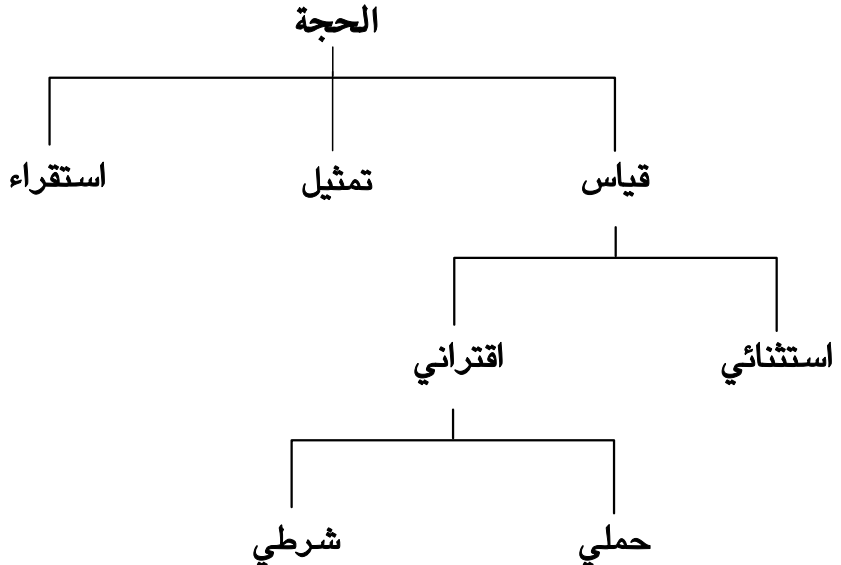 الحجة
قياس
تمثيل
استقراء
استثنائي
اقتراني
حملي
شرطي